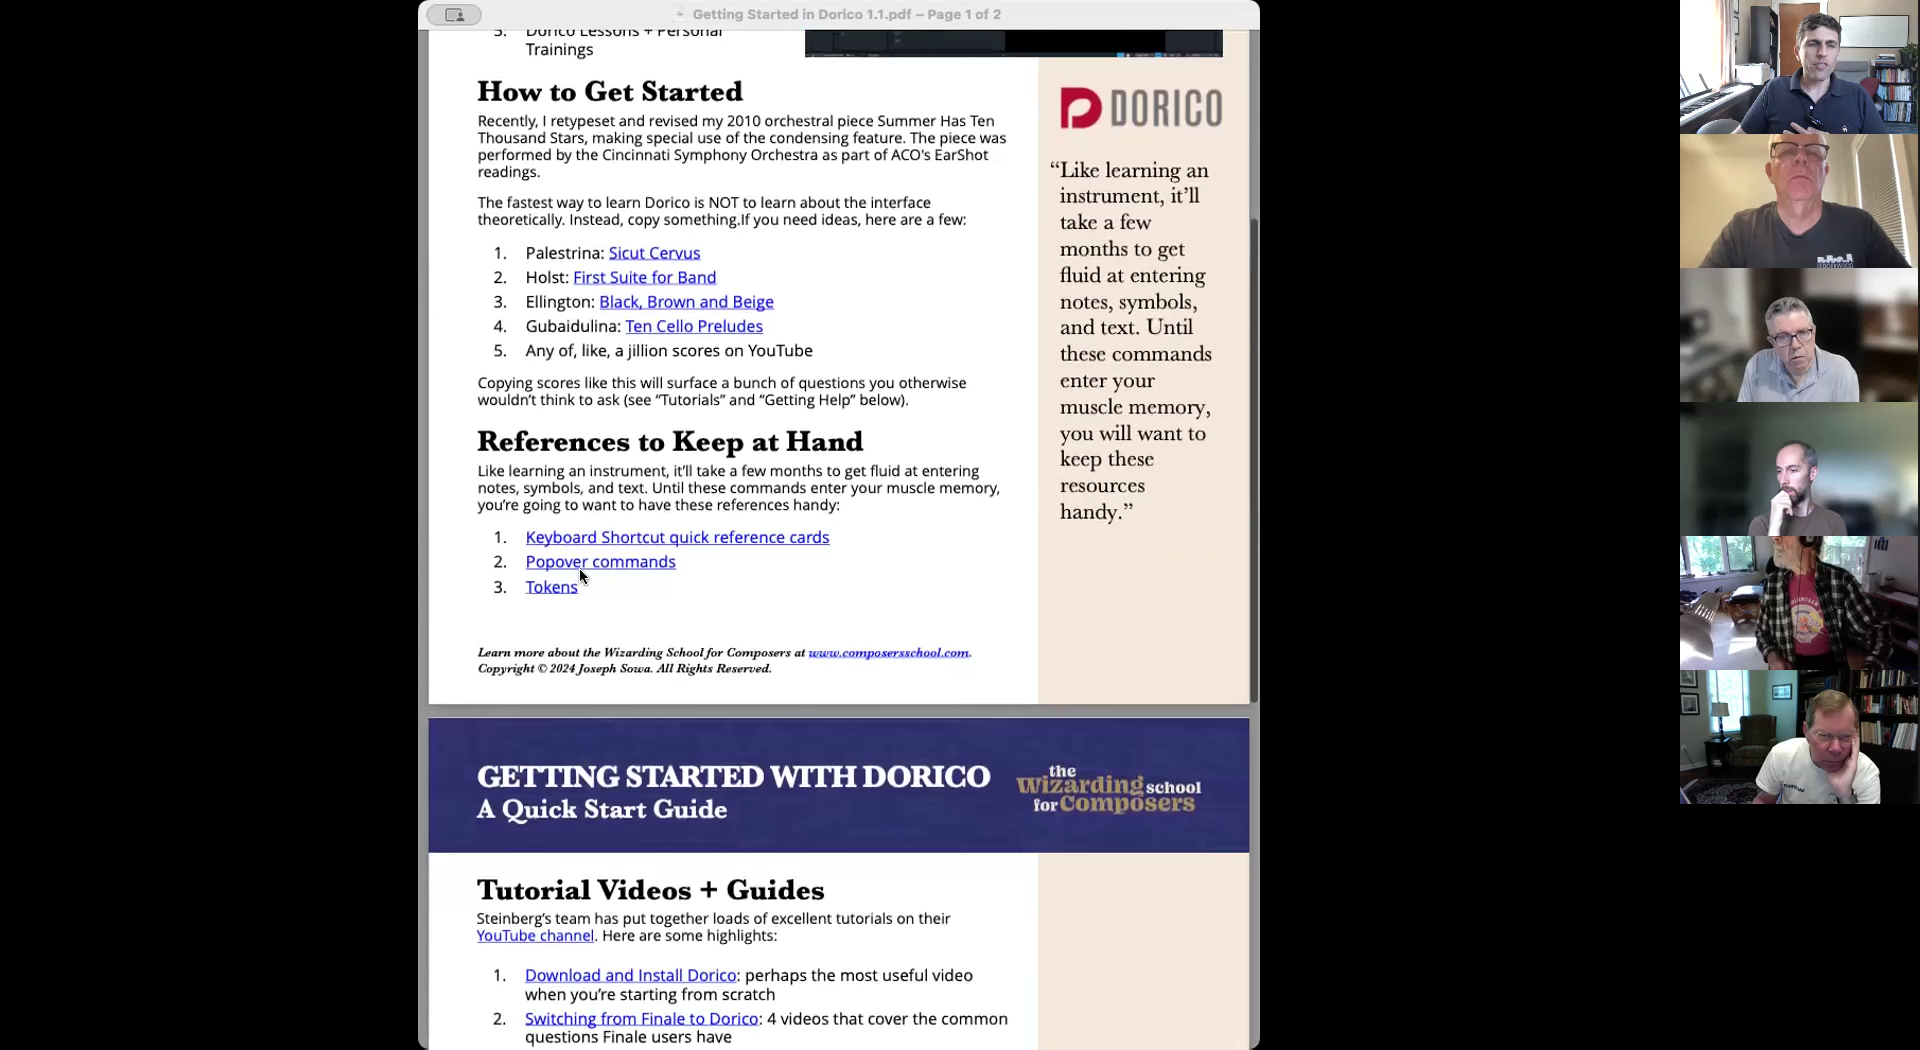 Getting Started in Dorico 1.1.pdf – Page 1 of 2
3. Dorico Lessons + Personal
Trainings
How to Get Started
Recently, I retypeset and revised my 2010 orchestral piece Summer Has Ten
Thousand Stars, making special use of the condensing feature. The piece was
performed by the Cincinnati Symphony Orchestra as part of ACO's EarShot
readings.
The fastest way to learn Dorico is NOT to learn about the interface
theoretically. Instead, copy something.If you need ideas, here are a few:
1. Palestrina: Sicut Cervus
2. Holst: First Suite for Band
3. Ellington: Black, Brown and Beige
4. Gubaidulina: Ten Cello Preludes
5. Any of, like, a jillion scores on YouTube
Copying scores like this will surface a bunch of questions you otherwise
wouldn't think to ask (see “Tutorials” and “Getting Help” below).
References to Keep at Hand
Like learning an instrument, it'll take a few months to get fluid at entering
notes, symbols, and text. Until these commands enter your muscle memory,
you're going to want to have these references handy:
1. Keyboard Shortcut quick reference cards
2. Popover commands
3. Tokens
Learn more about the Wizarding School for Composers at www.composersschool.com.
Copyright © 2024 Joseph Sowa. All Rights Reserved.
DORICO
“Like learning an
instrument, it'll
take a few
months to get
fluid at entering
notes, symbols,
and text. Until
these commands
enter your
muscle memory,
you will want to
keep these
resources
handy.”
GETTING STARTED WITH DORICO
A Quick Start Guide
the
Wizarding school
for Composers
Tutorial Videos + Guides
Steinberg's team has put together loads of excellent tutorials on their
YouTube channel. Here are some highlights:
1. Download and Install Dorico: perhaps the most useful video
when you're starting from scratch
2. Switching from Finale to Dorico: 4 videos that cover the common
questions Finale users have